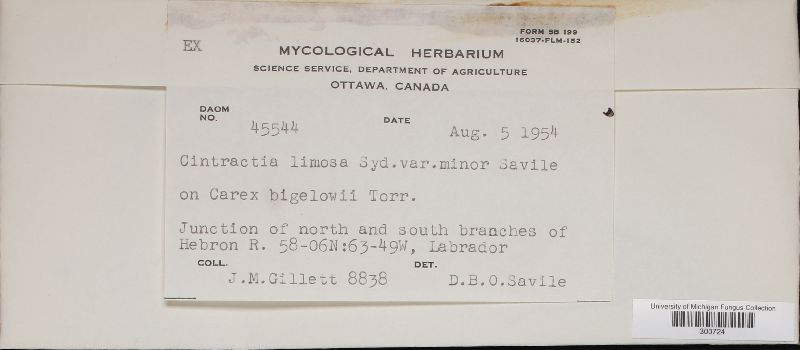 FORM SB 199
16037-FLM-152
EX
MYCOLOGICAL HERBARIUM
SCIENCE SERVICE, DEPARTMENT OF AGRICULTURE
OTTAWA, CANADA
DAOM NO. 45544 DATE Aug. 5 1954
Cintractia limosa Syd.var.minor Savile
on Carex bigelowii Torr.
Junction of north and south branches of
Hebron R. 58-06N:63-49W, Labrador
COLL. J.M.Gillett 8838 DET. D.B.O.Savile
University of Michigan Fungus Collection
300724